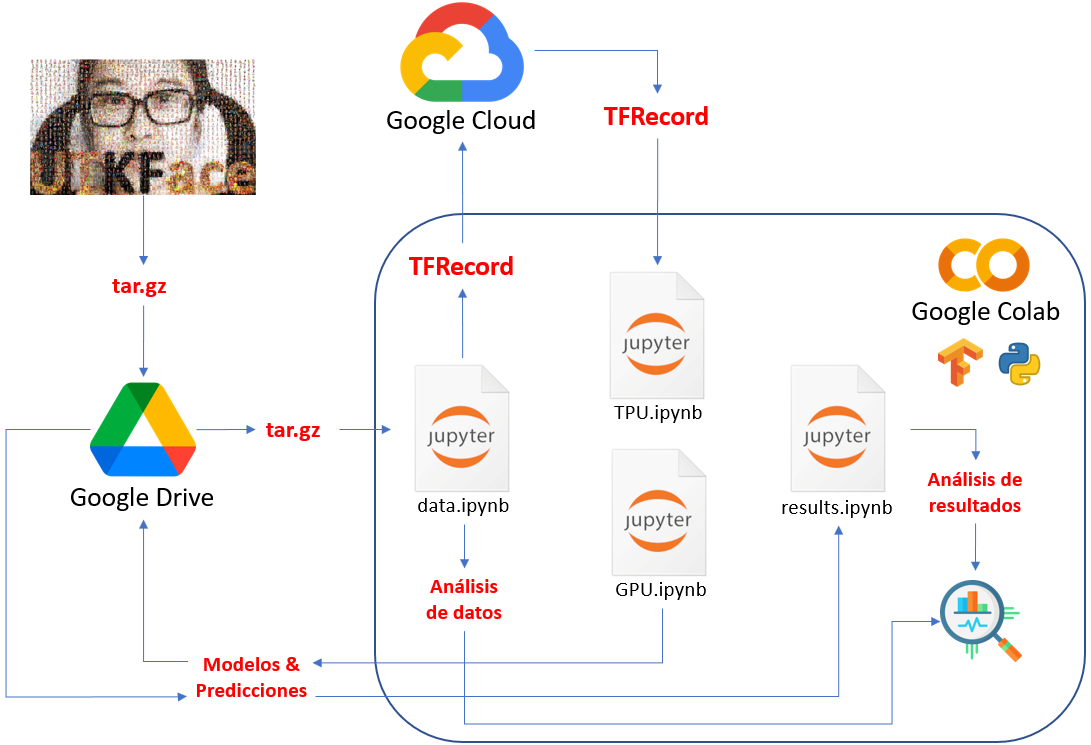 Google Cloud
TFRecord
UTKFace
tar.gz
TFRecord
Google Colab
jupyter
TPU.ipynb
jupyter
data.ipynb
jupyter
results.ipynb
tar.gz
Google Drive
Análisis de
resultados
jupyter
GPU.ipynb
Análisis
de datos
Modelos &
Predicciones